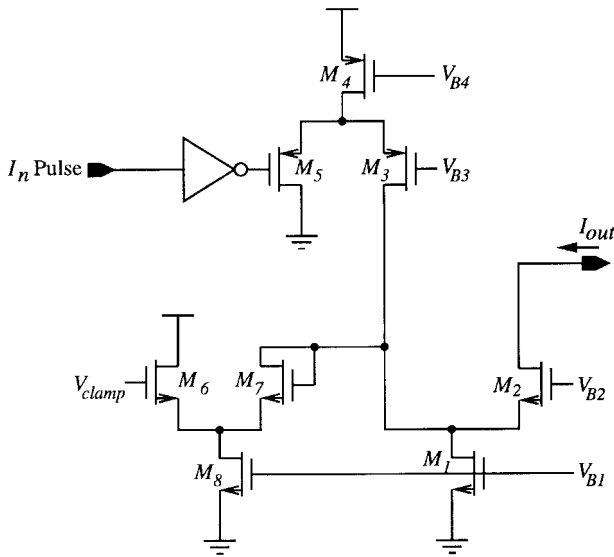 M4
VB4
In Pulse
M5
M3
VB3
Iout
Vclamp
M6
M7
M2
VB2
M8
M1
VB1